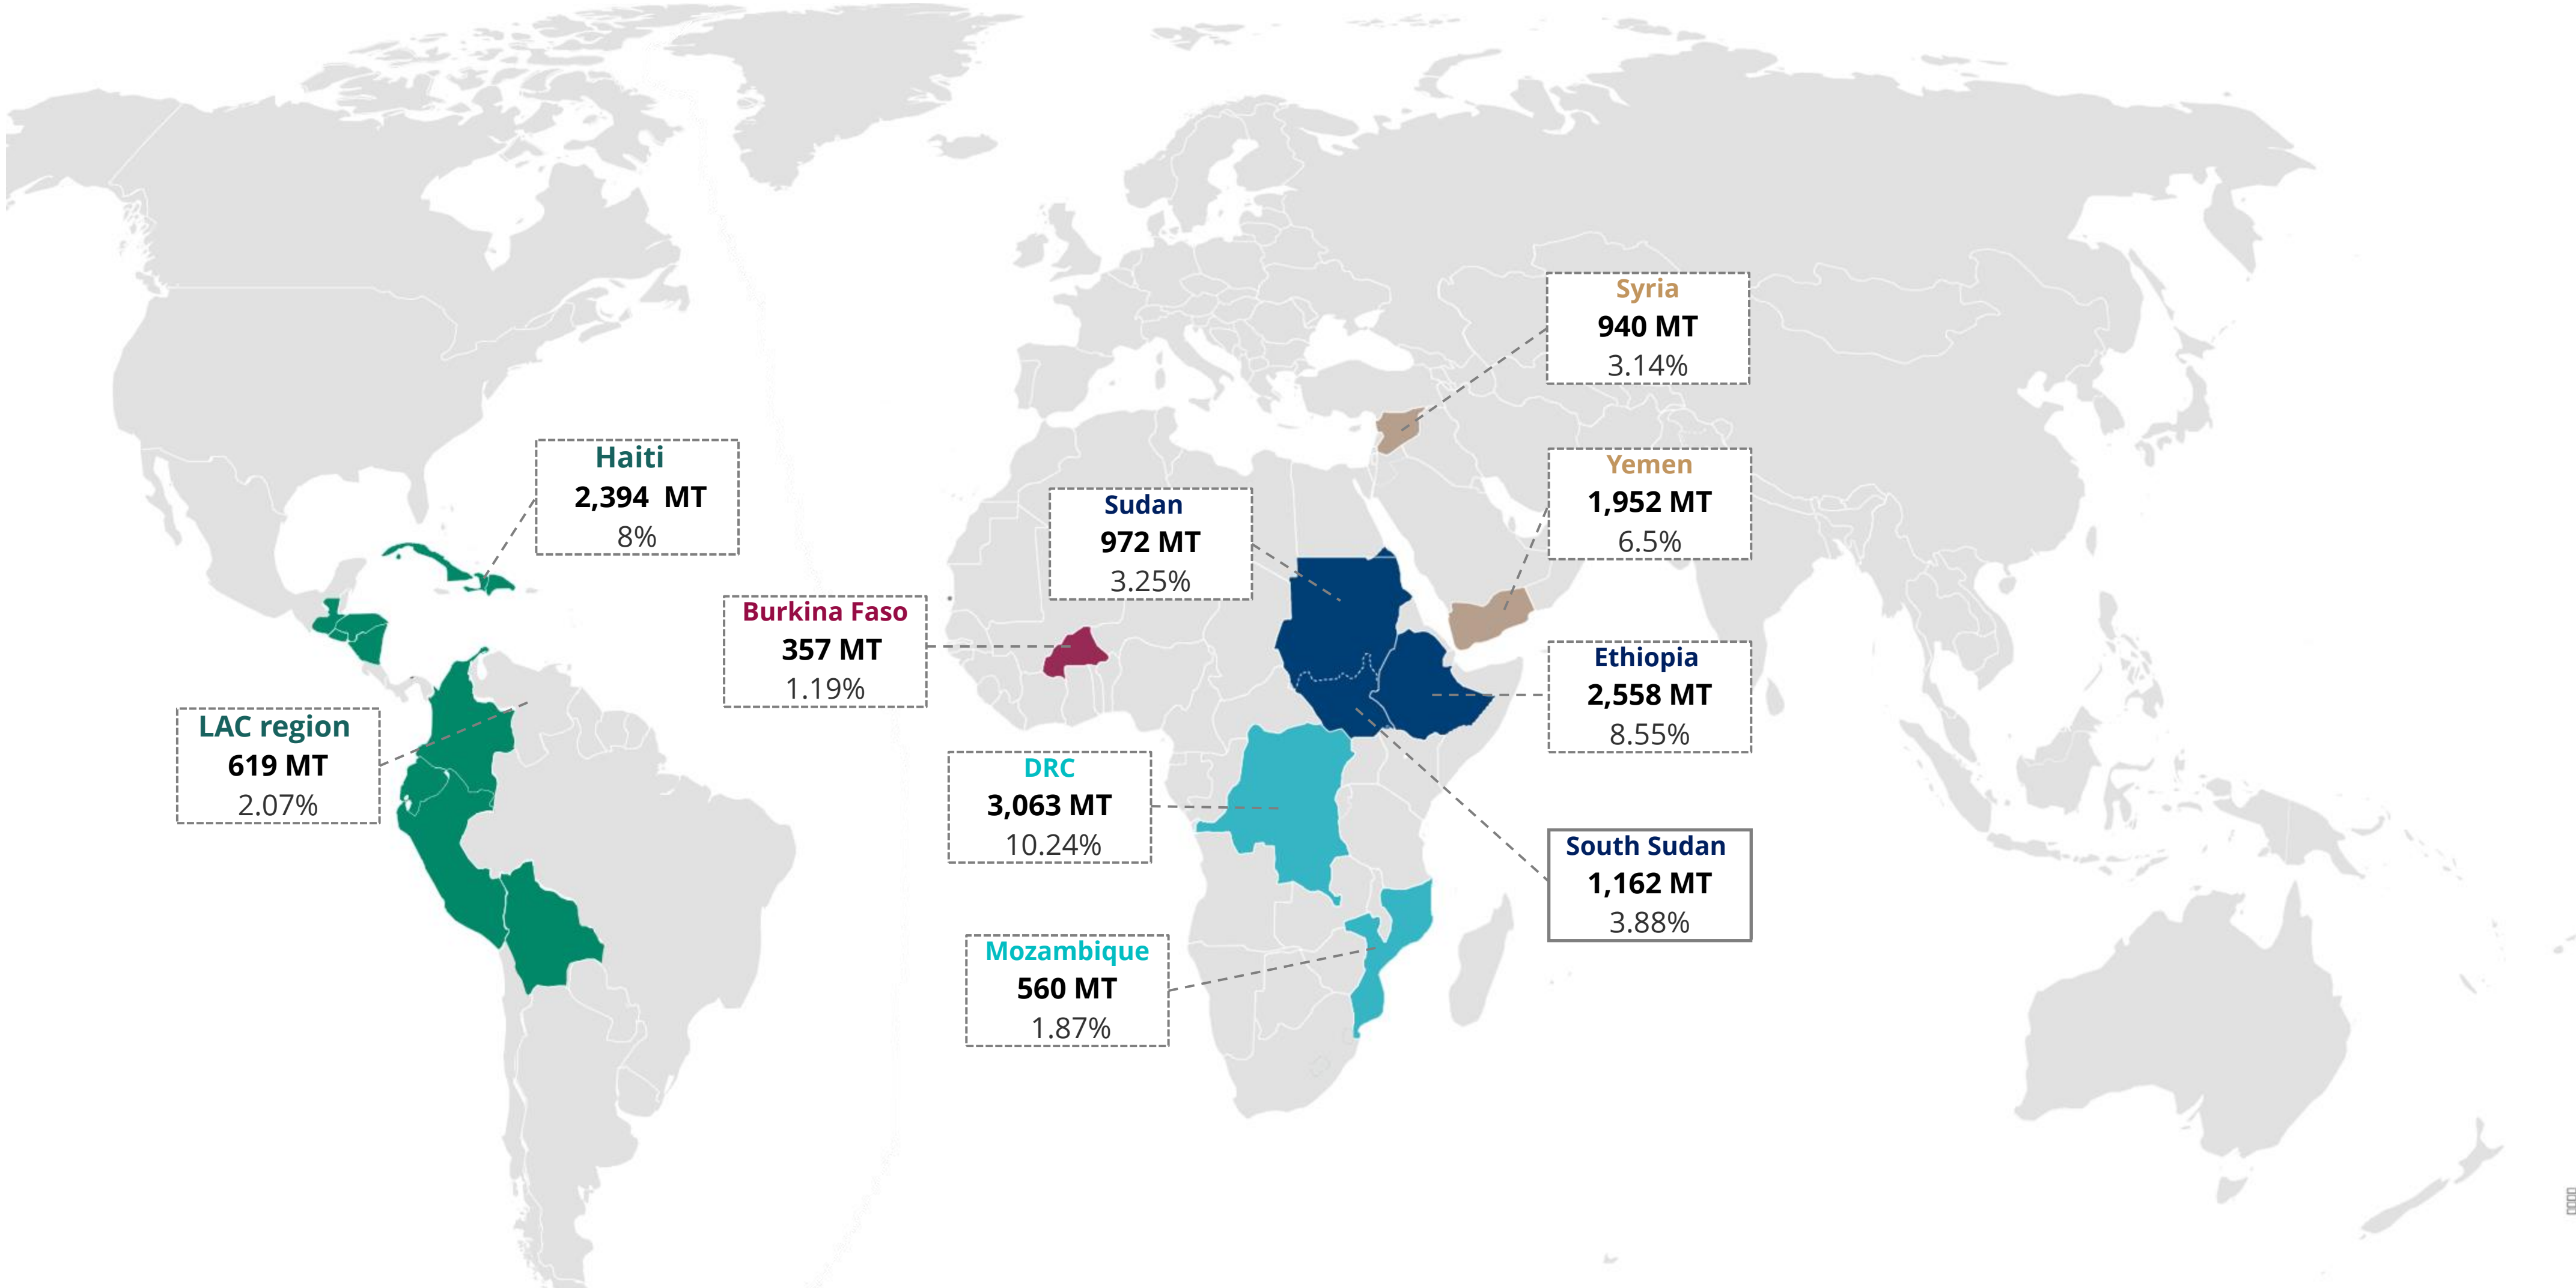 Syria
940 MT
3.14%
Haiti
2,394 MT
8%
Yemen
1,952 MT
6.5%
Sudan
972 MT
3.25%
Burkina Faso
357 MT
1.19%
Ethiopia
2,558 MT
8.55%
LAC region
619 MT
2.07%
DRC
3,063 MT
10.24%
South Sudan
1,162 MT
3.88%
Mozambique
560 MT
1.87%